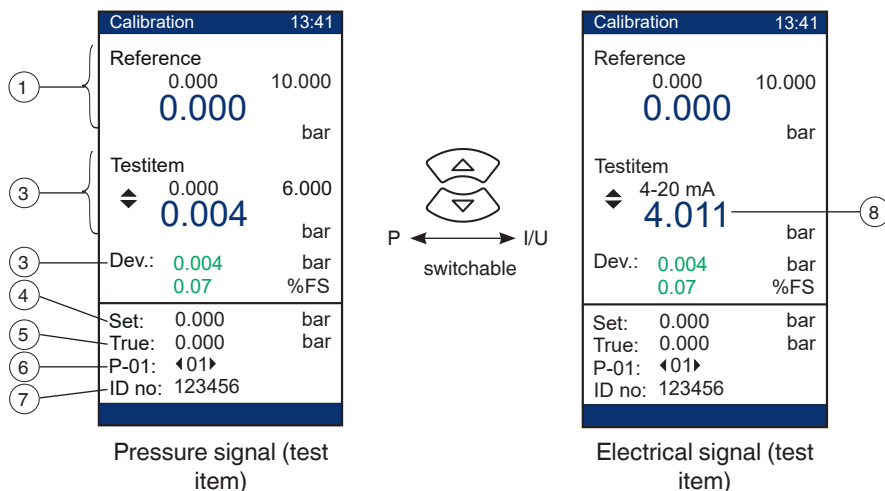 Calibration 13:41
Reference
0.000 10.000
0.000
bar
Testitem
0.000 6.000
0.004
bar
Dev.: 0.004 bar
0.07 %FS
Set: 0.000 bar
True: 0.000 bar
P-01: 01
ID no: 123456
1
3
3
4
5
6
7
Pressure signal (test
item)
P I/U
switchable
Calibration 13:41
Reference
0.000 10.000
0.000
bar
Testitem
4-20 mA
4.011
bar
Dev.: 0.004 bar
0.07 %FS
Set: 0.000 bar
True: 0.000 bar
P-01: 01
ID no: 123456
8
Electrical signal (test
item)